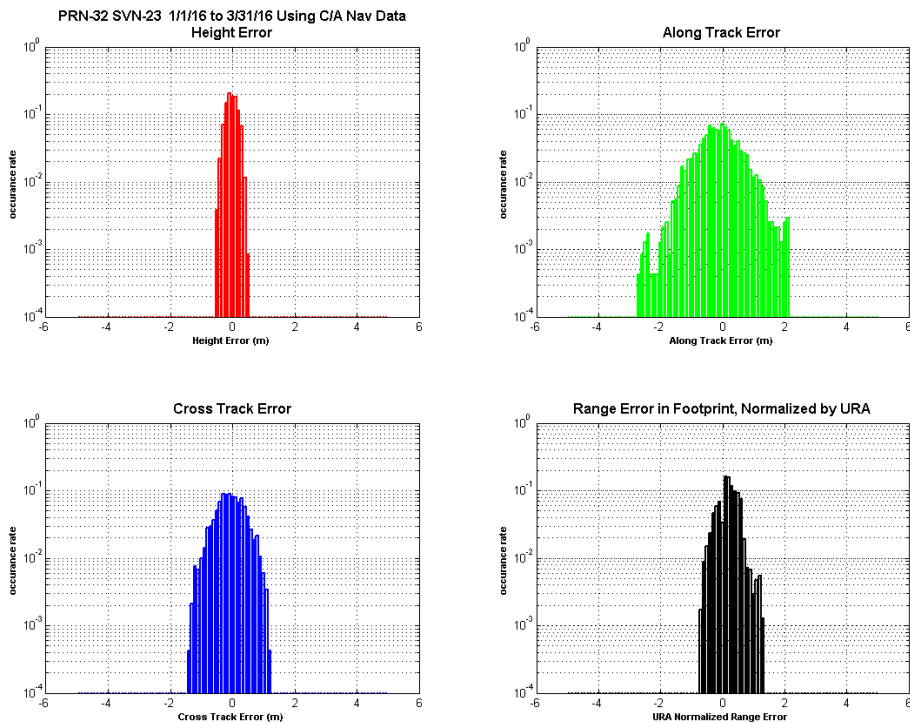 PRN-32 SVN-23 1/1/16 to 3/31/16 Using C/A Nav Data
Height Error
10^0
10^-1
10^-2
10^-3
10^-4
occurance rate
-6 -4 -2 0 2 4 6
Height Error (m)
Along Track Error
10^0
10^-1
10^-2
10^-3
10^-4
occurance rate
-6 -4 -2 0 2 4 6
Along Track Error (m)
Cross Track Error
10^0
10^-1
10^-2
10^-3
10^-4
occurance rate
-6 -4 -2 0 2 4 6
Cross Track Error (m)
Range Error in Footprint, Normalized by URA
10^0
10^-1
10^-2
10^-3
10^-4
occurance rate
-6 -4 -2 0 2 4 6
URA Normalized Range Error